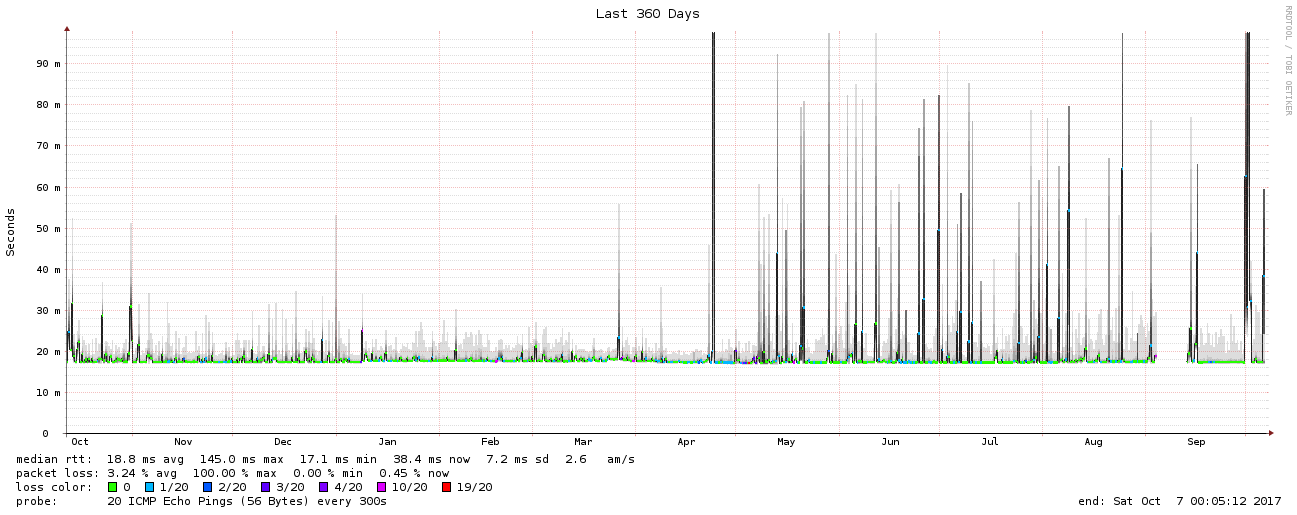 Last 360 Days
RRDTOOL / TOBI OETIKER
Seconds
90 m
80 m
70 m
60 m
50 m
40 m
30 m
20 m
10 m
0
Oct Nov Dec Jan Feb Mar Apr May Jun Jul Aug Sep
median rtt: 18.8 ms avg 145.0 ms max 17.1 ms min 38.4 ms now 7.2 ms sd 2.6 am/s
packet loss: 3.24 % avg 100.00 % max 0.00 % min 0.45 % now
loss color: 0 1/20 2/20 3/20 4/20 10/20 19/20
probe: 20 ICMP Echo Pings (56 Bytes) every 300s end: Sat Oct 7 00:05:12 2017